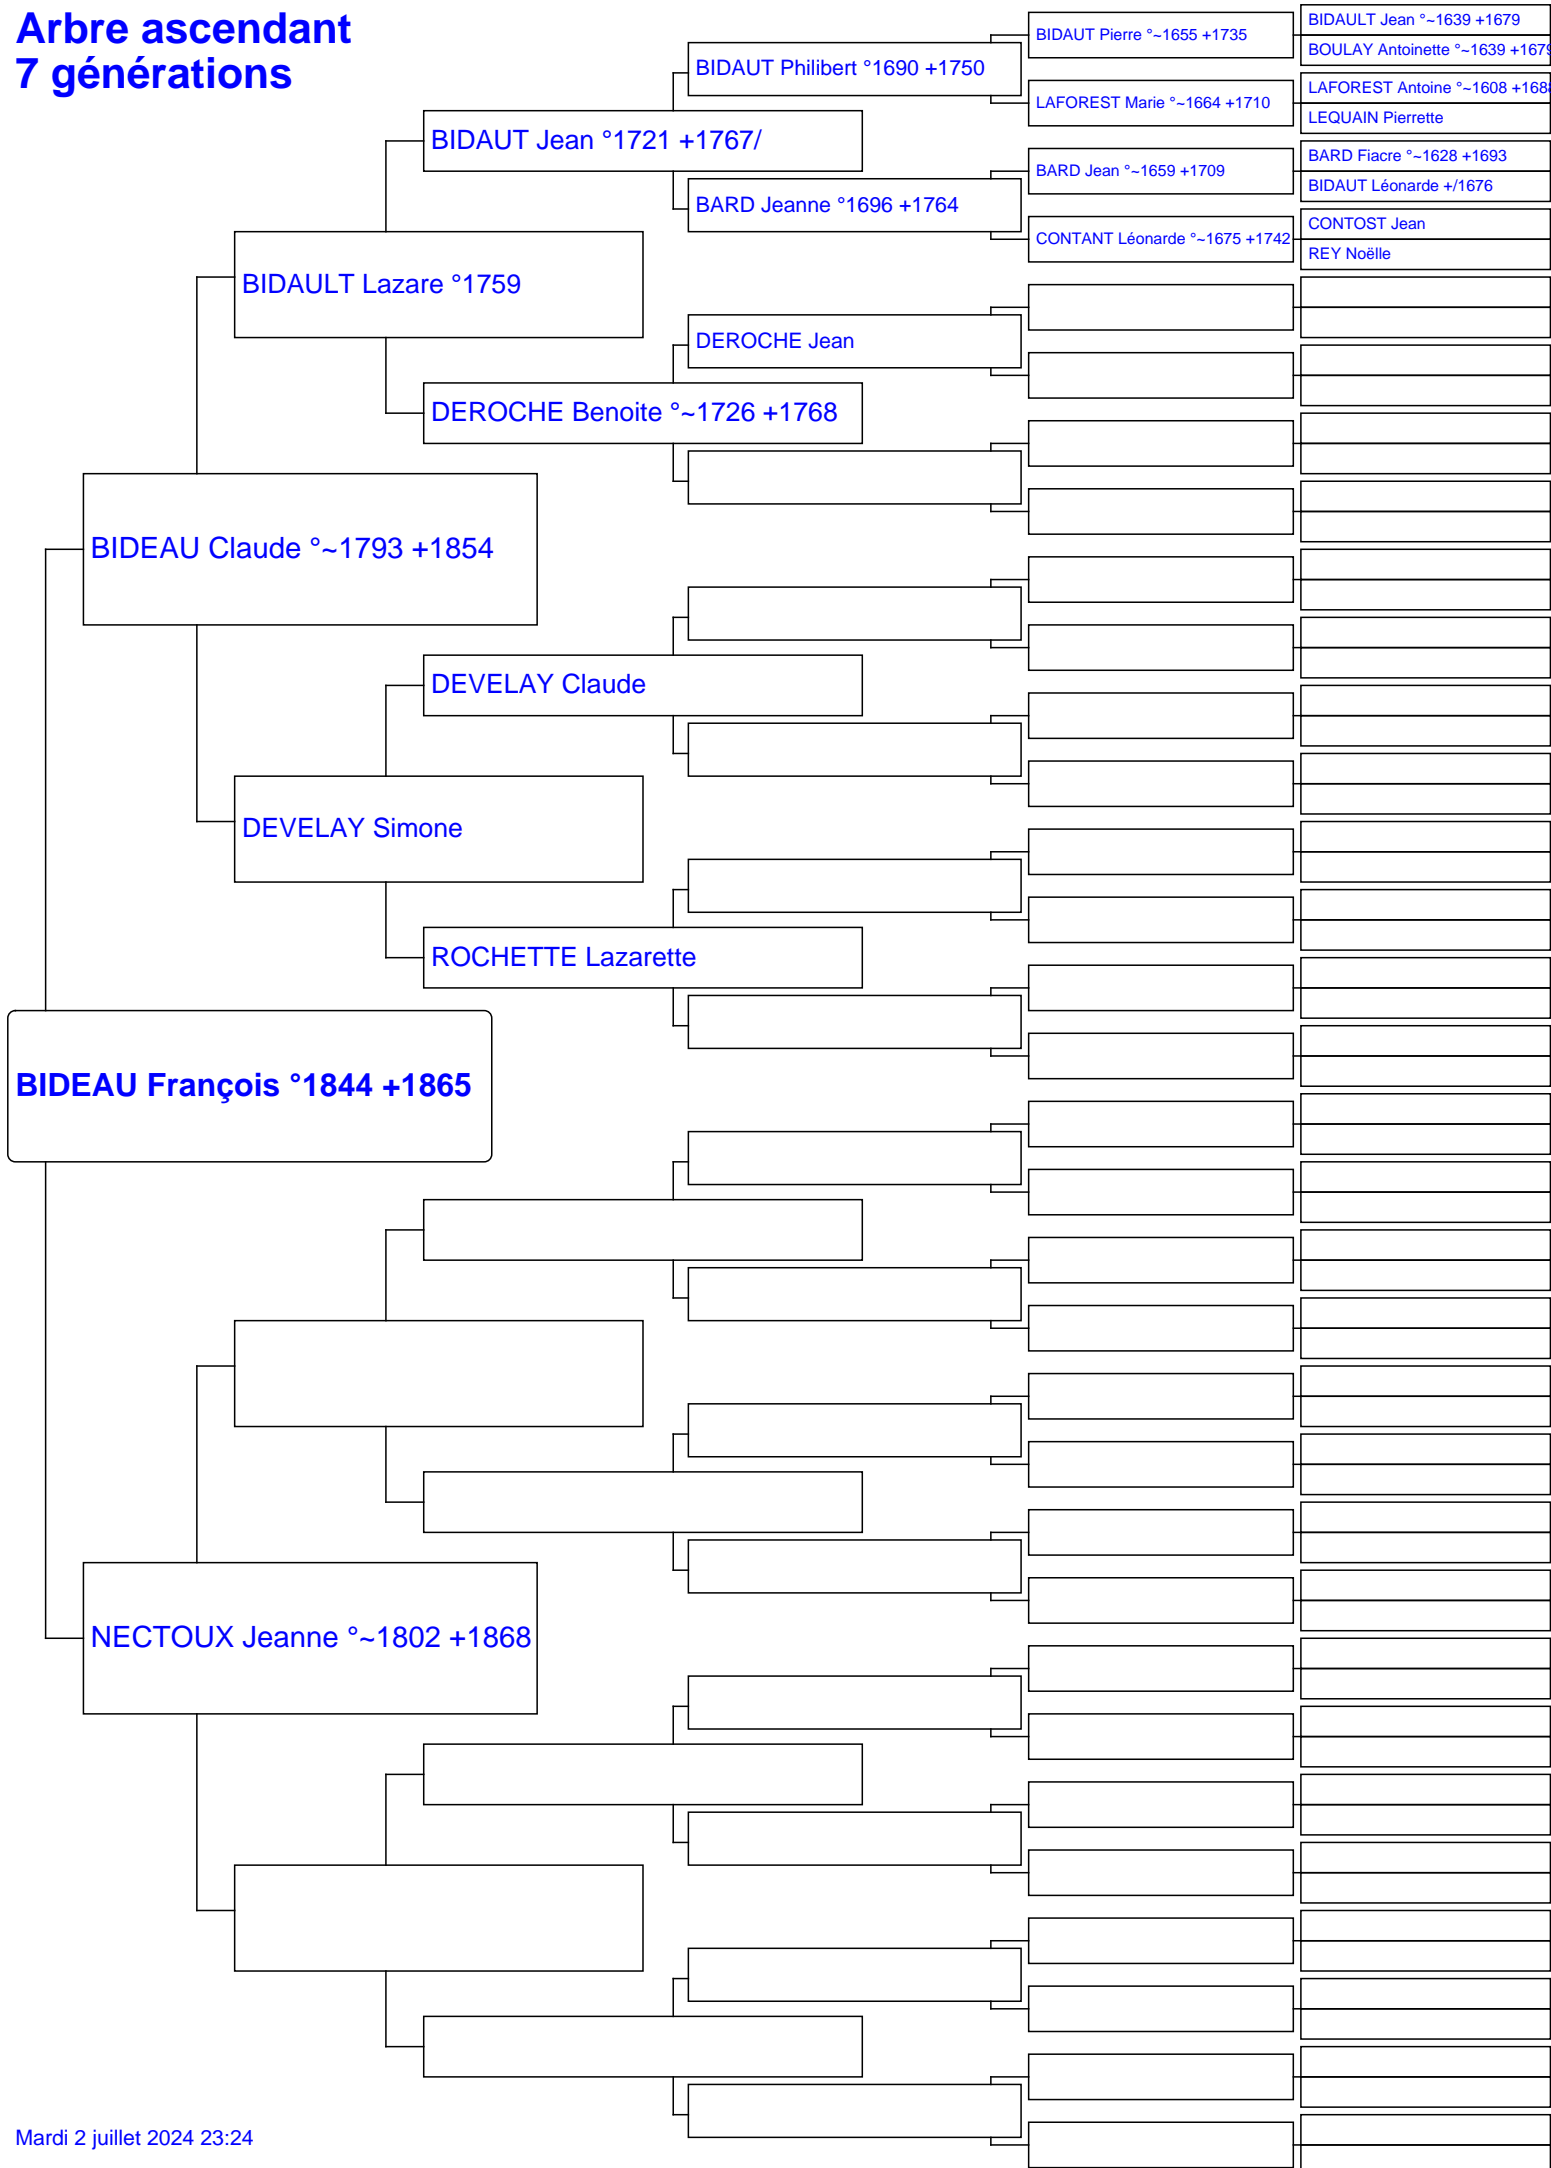 Arbre ascendant
7 générations
BIDEAU François °1844 +1865
BIDEAU Claude °~1793 +1854
NECTOUX Jeanne °~1802 +1868
BIDAULT Lazare °1759
DEVELAY Simone
BIDAUT Jean °1721 +1767/
DEROCHE Benoite °~1726 +1768
DEVELAY Claude
ROCHETTE Lazarette
BIDAUT Philibert °1690 +1750
BARD Jeanne °1696 +1764
DEROCHE Jean
BIDAUT Pierre °~1655 +1735
LAFOREST Marie °~1664 +1710
BARD Jean °~1659 +1709
CONTANT Léonarde °~1675 +1742
BIDAULT Jean °~1639 +1679
BOULAY Antoinette °~1639 +1679
LAFOREST Antoine °~1608 +168
LEQUAIN Pierrette
BARD Fiacre °~1628 +1693
BIDAUT Léonarde +/1676
CONTOST Jean
REY Noëlle
Mardi 2 juillet 2024 23:24